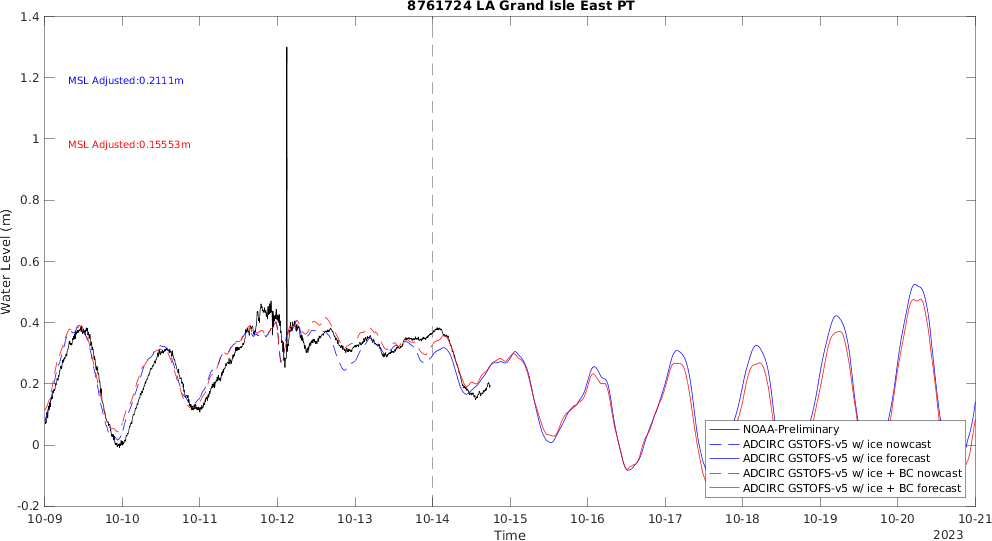 8761724 LA Grand Isle East PT
1.4
1.2
1
0.8
0.6
0.4
0.2
0
-0.2
Water Level (m)
MSL Adjusted:0.2111m
MSL Adjusted:0.15553m
NOAA-Preliminary
ADCIRC GSTOFS-v5 w/ ice nowcast
ADCIRC GSTOFS-v5 w/ ice forecast
ADCIRC GSTOFS-v5 w/ ice + BC nowcast
ADCIRC GSTOFS-v5 w/ ice + BC forecast
10-09 10-10 10-11 10-12 10-13 10-14 10-15 10-16 10-17 10-18 10-19 10-20 10-21
Time
2023